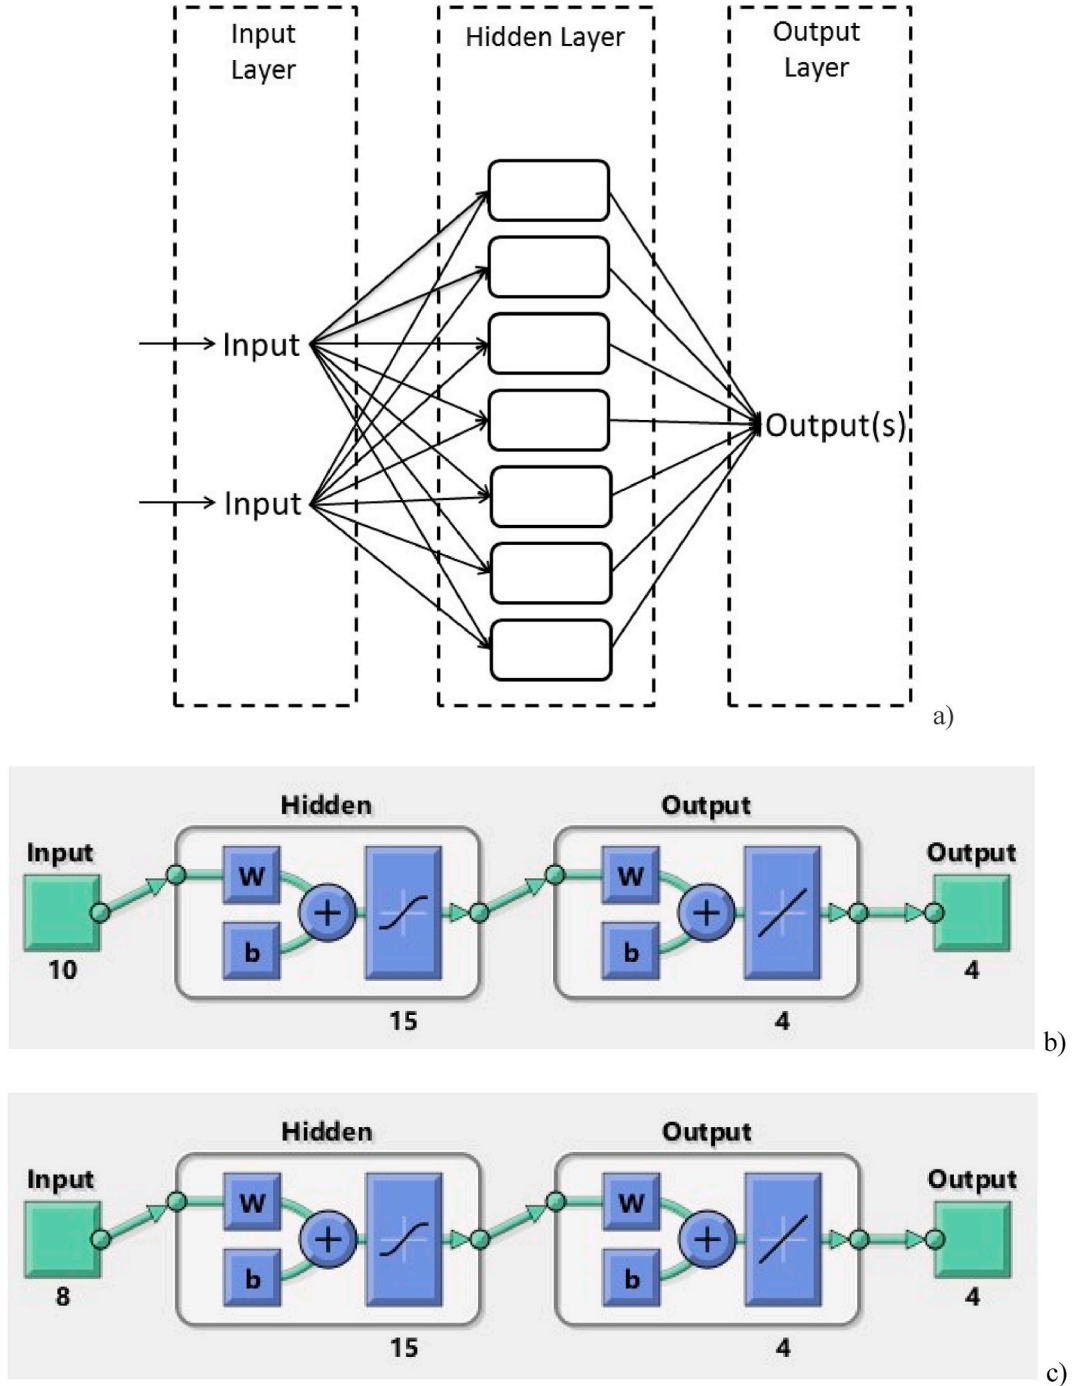 Input
Layer
Hidden Layer
Output
Layer
Input
Input
Output(s)
a)
Hidden
Output
Input
Output
W
W
+
+
b
b
10
4
15
4
b)
Hidden
Output
Input
Output
W
W
+
+
b
b
8
4
15
4
c)